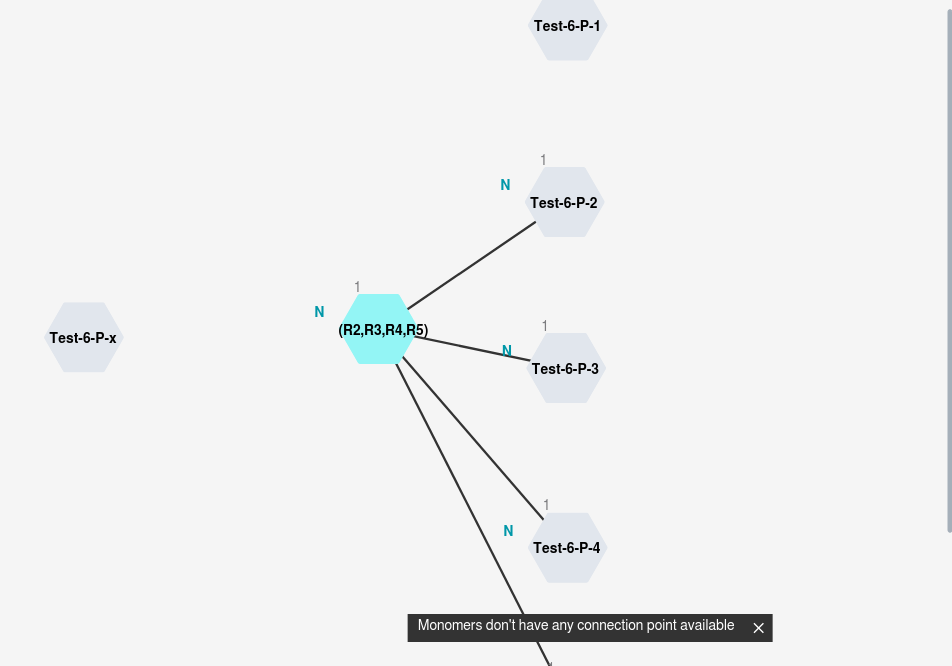 Test-6-P-1
1
N
Test-6-P-2
1
N
(R2,R3,R4,R5)
1
N
Test-6-P-3
Test-6-P-x
1
N
Test-6-P-4
Monomers don't have any connection point available